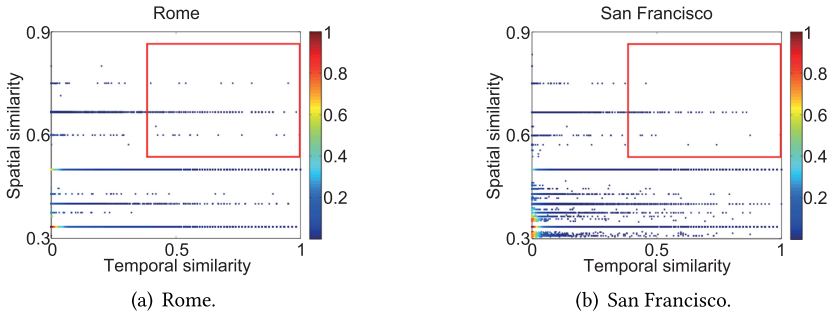 Rome
0.9
0.6
0.3
Spatial similarity
0
0.5
1
Temporal similarity
1
0.8
0.6
0.4
0.2
(a) Rome.
San Francisco
0.9
0.6
0.3
Spatial similarity
0
0.5
1
Temporal similarity
1
0.8
0.6
0.4
0.2
(b) San Francisco.